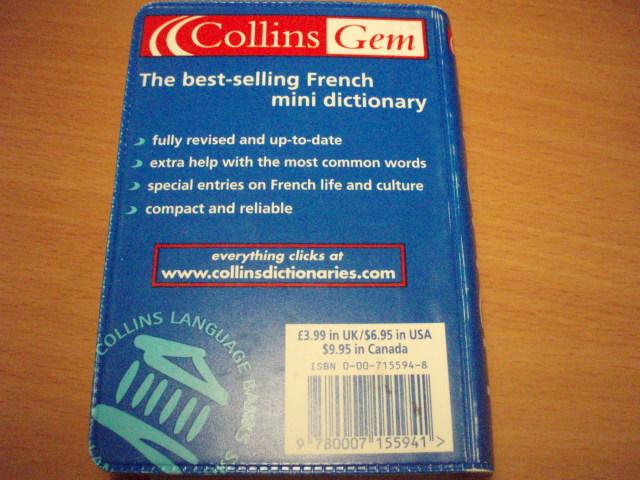 Collins Gem
The best-selling French
mini dictionary
fully revised and up-to-date
extra help with the most common words
special entries on French life and culture
compact and reliable
everything clicks at
www.collinsdictionaries.com
COLLINS LANGUAGE BANKS
£3.99 in UK/$6.95 in USA
$9.95 in Canada
ISBN 0-00-715594-8
9 780007 155941 >